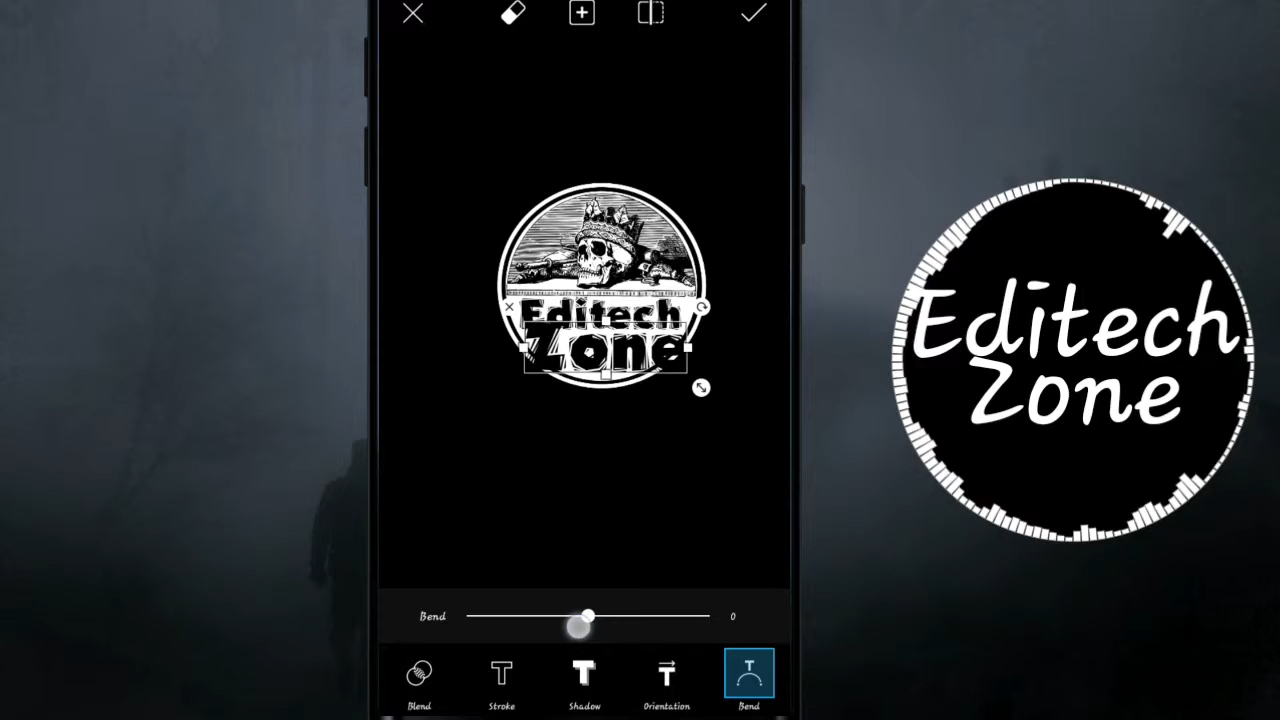 Editech
Zone
Bend 0
Blend Stroke Shadow Orientation Bend
Editech
Zone